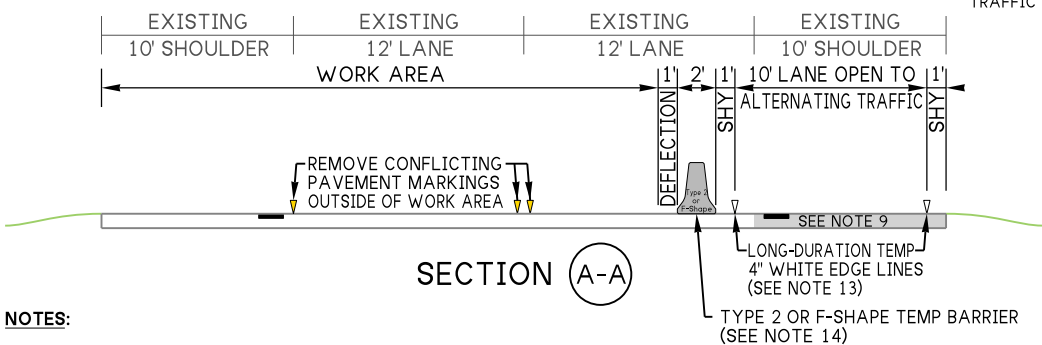 TRAFFIC
EXISTING EXISTING EXISTING EXISTING
10' SHOULDER 12' LANE 12' LANE 10' SHOULDER
WORK AREA 1' 2' 1' 10' LANE OPEN TO 1'
ALTERNATING TRAFFIC
DEFLECTION
SHY
SHY
REMOVE CONFLICTING
PAVEMENT MARKINGS
OUTSIDE OF WORK AREA
Type 2
or
F-Shape
SEE NOTE 9
LONG-DURATION TEMP
4" WHITE EDGE LINES
(SEE NOTE 13)
SECTION A-A
TYPE 2 OR F-SHAPE TEMP BARRIER
(SEE NOTE 14)
NOTES: